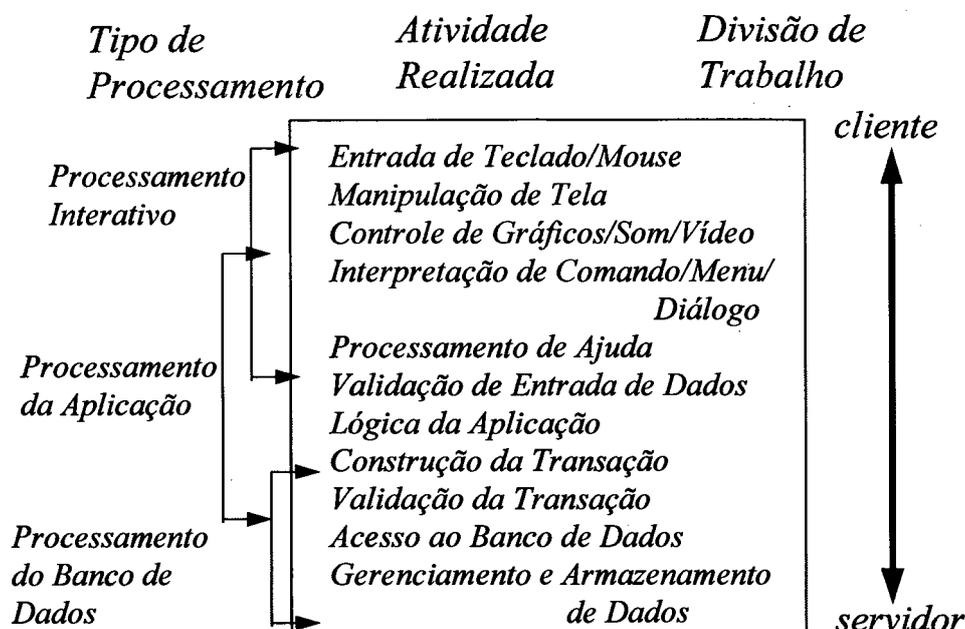 Tipo de
Processamento
Atividade
Realizada
Divisão de
Trabalho
cliente
Processamento
Interativo
Processamento
da Aplicação
Processamento
do Banco de
Dados
Entrada de Teclado/Mouse
Manipulação de Tela
Controle de Gráficos/Som/Vídeo
Interpretação de Comando/Menu/
Diálogo
Processamento de Ajuda
Validação de Entrada de Dados
Lógica da Aplicação
Construção da Transação
Validação da Transação
Acesso ao Banco de Dados
Gerenciamento e Armazenamento
de Dados
servidor